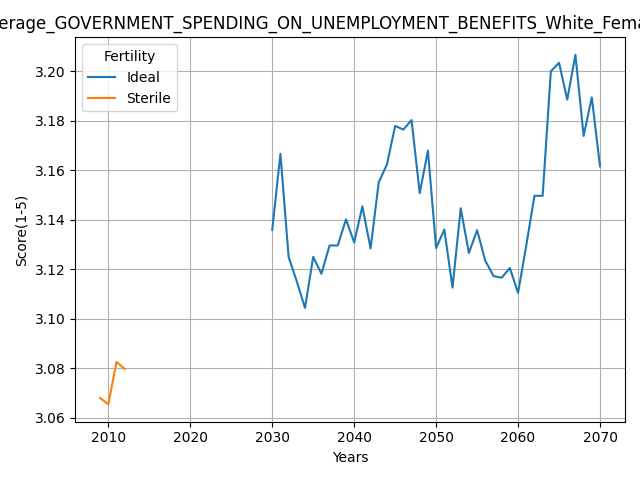 erage_GOVERNMENT_SPENDING_ON_UNEMPLOYMENT_BENEFITS_White_Fema
Fertility
Ideal
Sterile
Score(1-5)
3.20
3.18
3.16
3.14
3.12
3.10
3.08
3.06
2010 2020 2030 2040 2050 2060 2070
Years